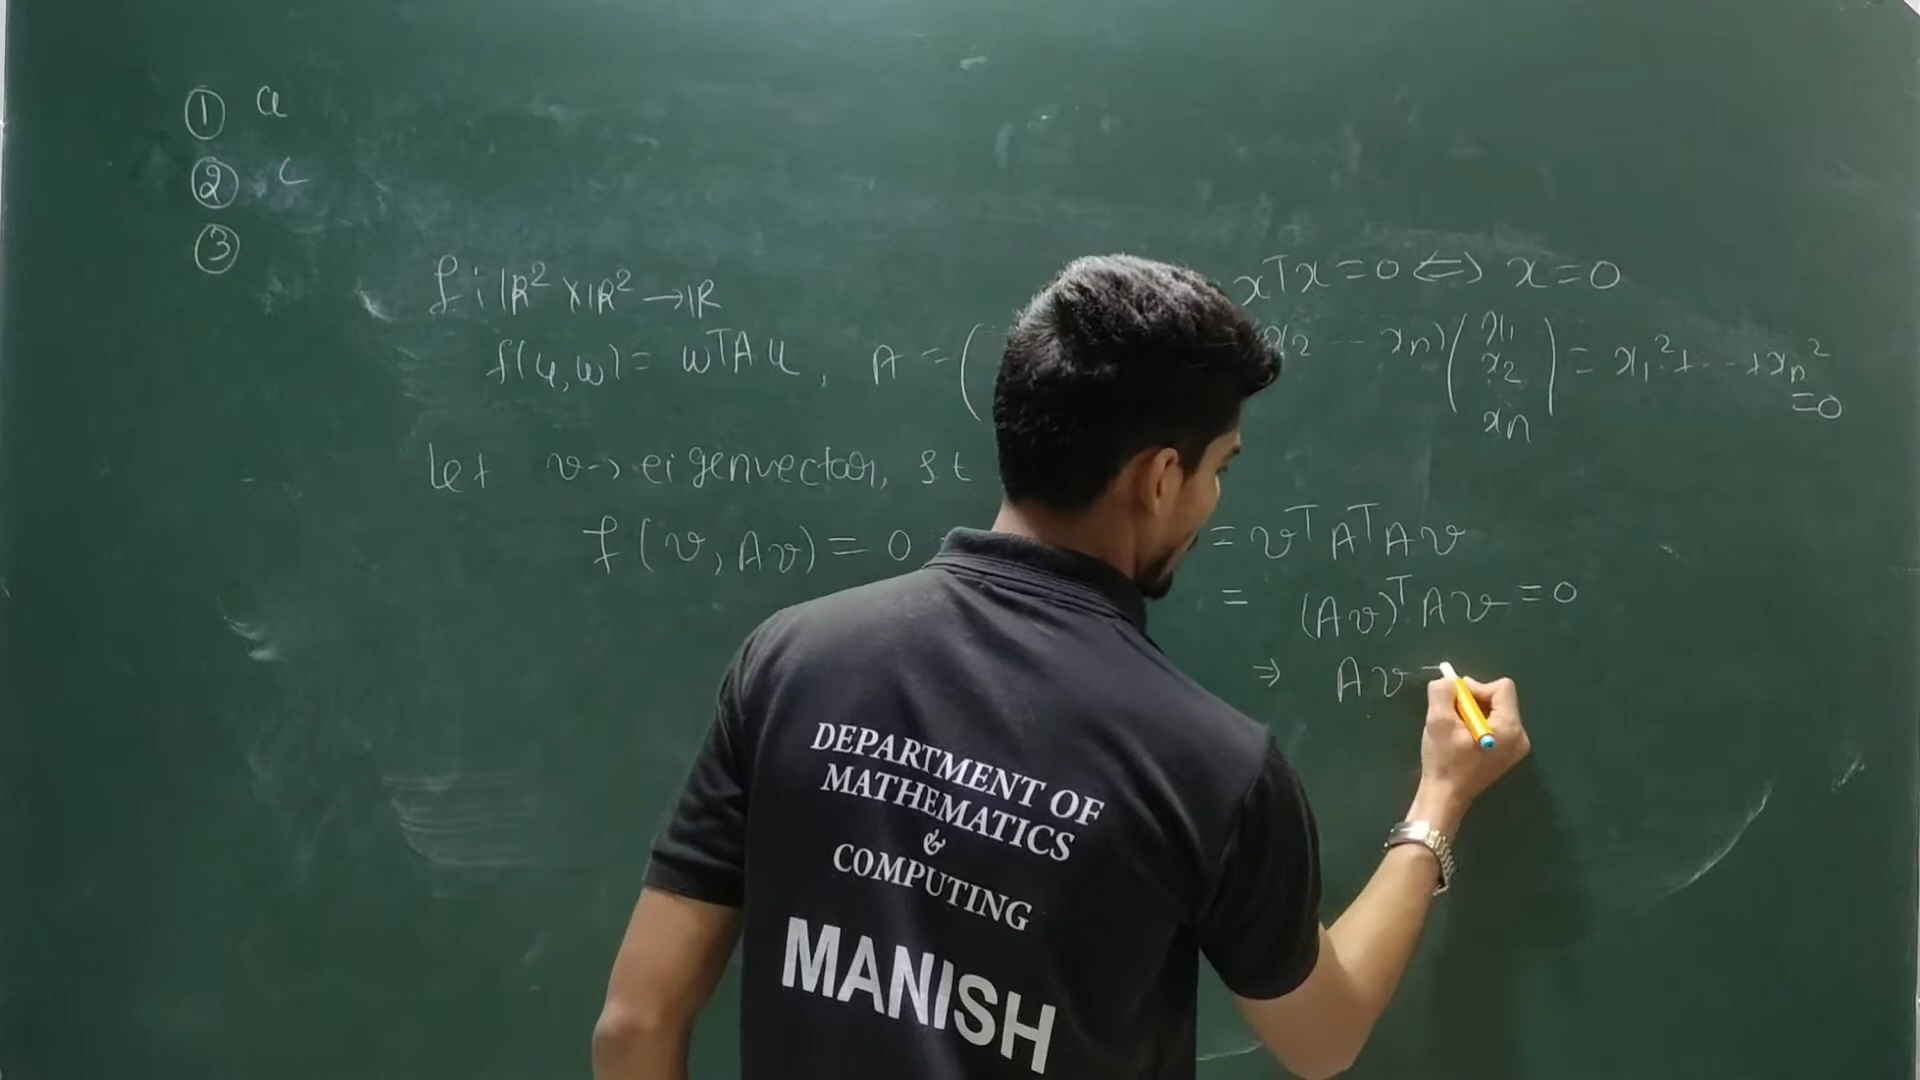 ① a
② c
③
f: ℝ² × ℝ² → ℝ
f(u, w) = wᵀAu, A = (
xᵀx = 0 ⇔ x = 0
x₂ ... xₙ) (x₁ x₂ xₙ) = x₁² + ... + xₙ² = 0
let v → eigenvector, st
f(v, Av) = 0
= vᵀAᵀAv
= (Av)ᵀAv = 0
⇒ Av
DEPARTMENT OF
MATHEMATICS
&
COMPUTING
MANISH